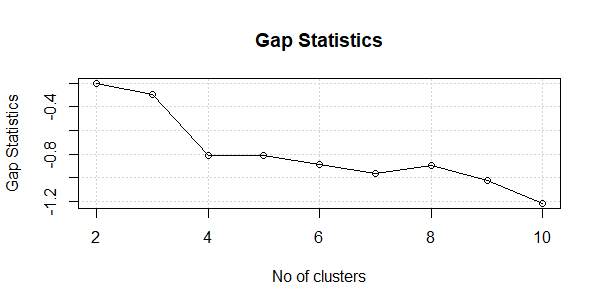 Gap Statistics
Gap Statistics
-0.4
-0.8
-1.2
2 4 6 8 10
No of clusters